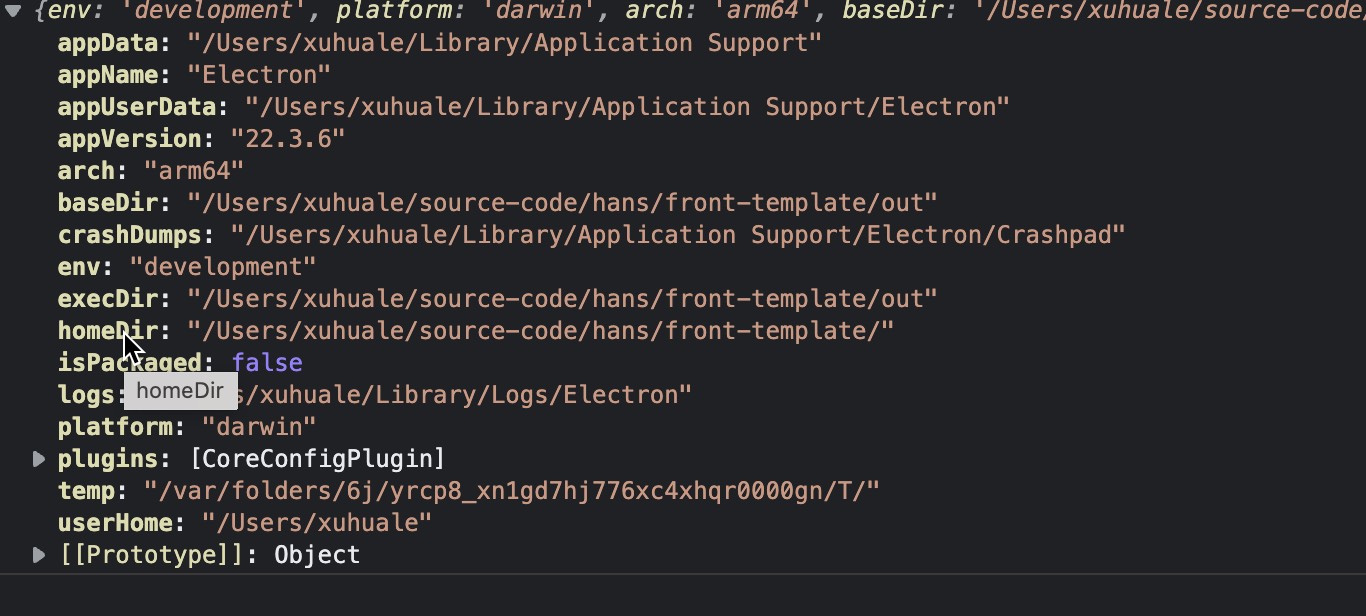 {env: 'development', platform: 'darwin', arch: 'arm64', baseDir: '/Users/xuhuale/source-code
appData: "/Users/xuhuale/Library/Application Support"
appName: "Electron"
appUserData: "/Users/xuhuale/Library/Application Support/Electron"
appVersion: "22.3.6"
arch: "arm64"
baseDir: "/Users/xuhuale/source-code/hans/front-template/out"
crashDumps: "/Users/xuhuale/Library/Application Support/Electron/Crashpad"
env: "development"
execDir: "/Users/xuhuale/source-code/hans/front-template/out"
homeDir: "/Users/xuhuale/source-code/hans/front-template/"
isPackaged: false
logs: s/xuhuale/Library/Logs/Electron"
homeDir
platform: "darwin"
plugins: [CoreConfigPlugin]
temp: "/var/folders/6j/yrcp8_xn1gd7hj776xc4xhqr0000gn/T/"
userHome: "/Users/xuhuale"
[[Prototype]]: Object